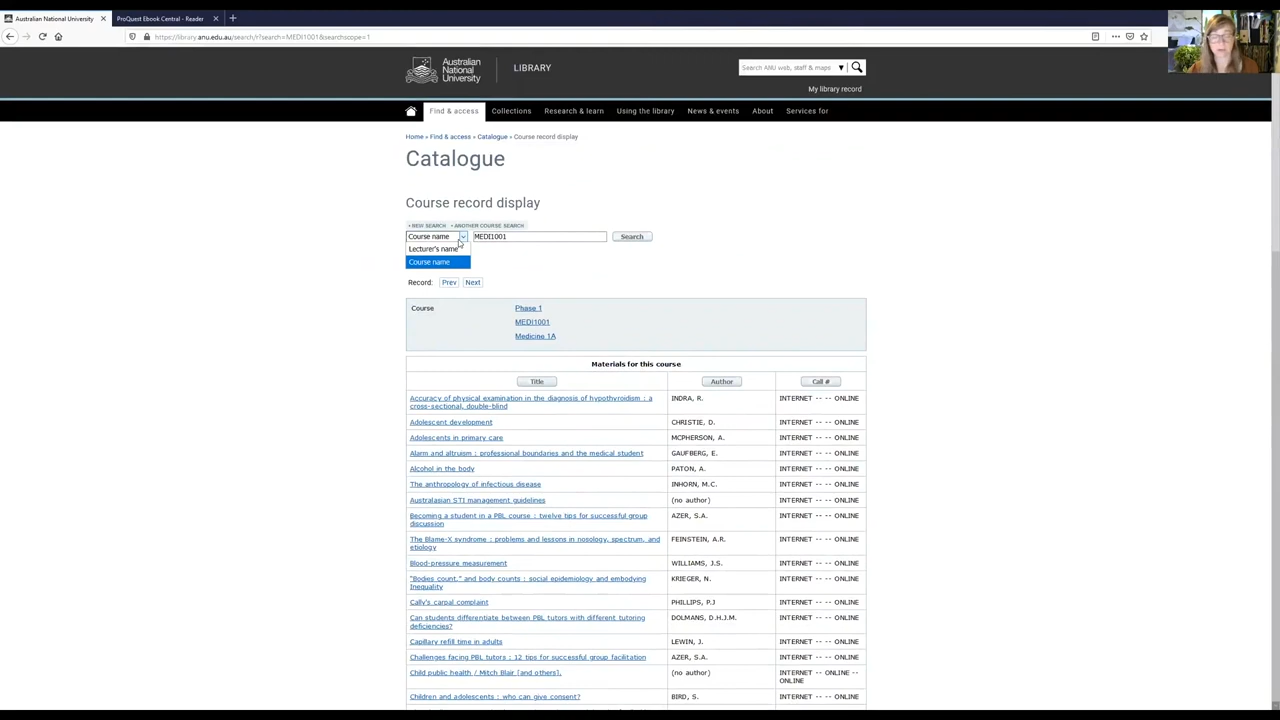 Australian National University
ProQuest Ebook Central - Reader
https://library.anu.edu.au/search/r?search=MEDI1001&searchscope=1
Australian
National
University
LIBRARY
Search ANU web, staff & maps
My library record
Find & access
Collections
Research & learn
Using the library
News & events
About
Services for
Home » Find & access » Catalogue » Course record display
Catalogue
Course record display
• NEW SEARCH • ANOTHER COURSE SEARCH
Course name
MEDI1001
Search
Lecturer's name
Course name
Record: Prev Next
Course Phase 1
MEDI1001
Medicine 1A
Materials for this course
Title Author Call #
Accuracy of physical examination in the diagnosis of hypothyroidism : a INDRA, R. INTERNET -- -- ONLINE
cross-sectional, double-blind
Adolescent development CHRISTIE, D. INTERNET -- -- ONLINE
Adolescents in primary care MCPHERSON, A. INTERNET -- -- ONLINE
Alarm and altruism : professional boundaries and the medical student GAUFBERG, E. INTERNET -- -- ONLINE
Alcohol in the body PATON, A. INTERNET -- -- ONLINE
The anthropology of infectious disease INHORN, M.C. INTERNET -- -- ONLINE
Australasian STI management guidelines (no author) INTERNET -- -- ONLINE
Becoming a student in a PBL course : twelve tips for successful group AZER, S.A. INTERNET -- -- ONLINE
discussion
The Blame-X syndrome : problems and lessons in nosology, spectrum, and FEINSTEIN, A.R. INTERNET -- -- ONLINE
etiology
Blood-pressure measurement WILLIAMS, J.S. INTERNET -- -- ONLINE
"Bodies count," and body counts : social epidemiology and embodying KRIEGER, N. INTERNET -- -- ONLINE
Inequality
Cally's carpal complaint PHILLIPS, P.J INTERNET -- -- ONLINE
Can students differentiate between PBL tutors with different tutoring DOLMANS, D.H.J.M. INTERNET -- -- ONLINE
deficiencies?
Capillary refill time in adults LEWIN, J. INTERNET -- -- ONLINE
Challenges facing PBL tutors : 12 tips for successful group facilitation AZER, S.A. INTERNET -- -- ONLINE
Child public health / Mitch Blair [and others]. (no author) INTERNET -- ONLINE --
ONLINE
Children and adolescents : who can give consent? BIRD, S. INTERNET -- -- ONLINE